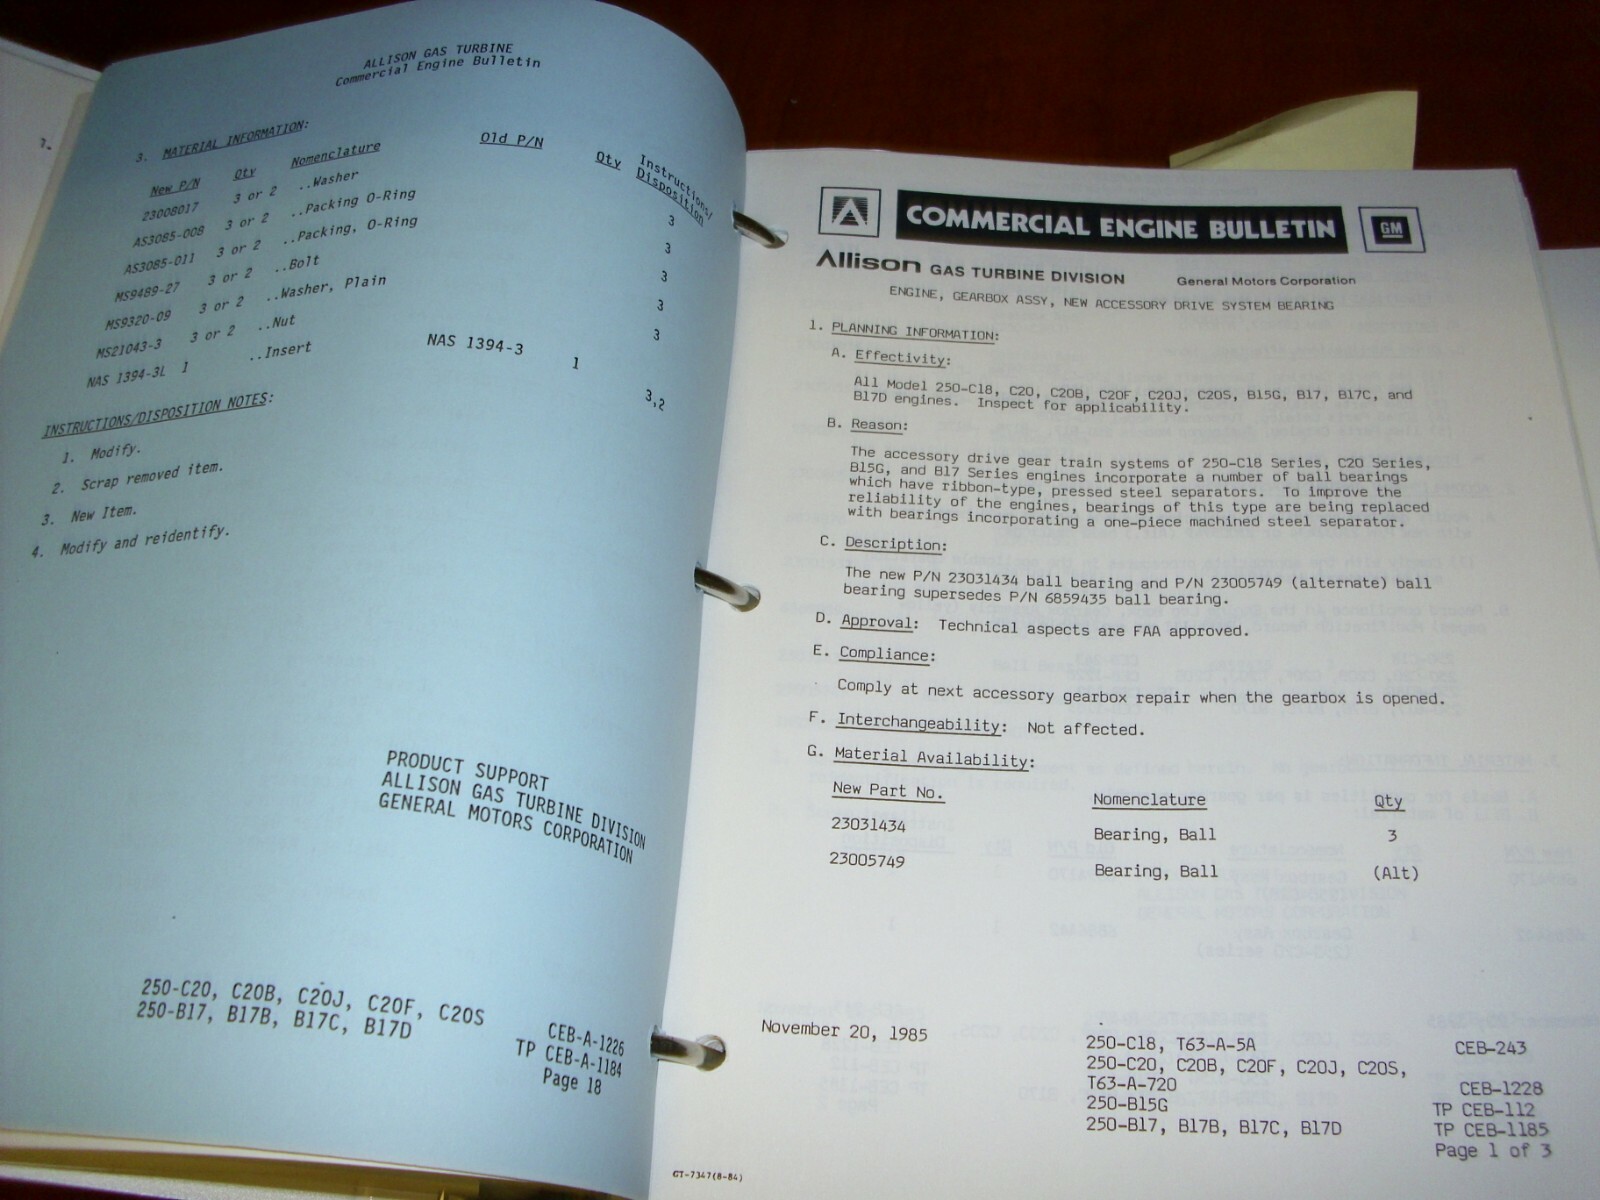 ALLISON GAS TURBINE
Commercial Engine Bulletin
3. MATERIAL INFORMATION:
New P/N Qty Nomenclature Old P/N Qty Instructions/
Disposition
23008017 3 or 2 ..Washer 3
AS3085-008 3 or 2 ..Packing O-Ring 3
AS3085-011 3 or 2 ..Packing, O-Ring 3
MS9489-27 3 or 2 ..Bolt 3
MS9320-09 3 or 2 ..Washer, Plain 3
MS21043-3 3 or 2 ..Nut
NAS 1394-3L 1 ..Insert NAS 1394-3 1 3,2
INSTRUCTIONS/DISPOSITION NOTES:
1. Modify.
2. Scrap removed item.
3. New Item.
4. Modify and reidentify.
PRODUCT SUPPORT
ALLISON GAS TURBINE DIVISION
GENERAL MOTORS CORPORATION
250-C20, C20B, C20J, C20F, C20S
250-B17, B17B, B17C, B17D
CEB-A-1226
TP CEB-A-1184
Page 18
COMMERCIAL ENGINE BULLETIN
GM
Allison GAS TURBINE DIVISION General Motors Corporation
ENGINE, GEARBOX ASSY, NEW ACCESSORY DRIVE SYSTEM BEARING
1. PLANNING INFORMATION:
A. Effectivity:
All Model 250-C18, C20, C20B, C20F, C20J, C20S, B15G, B17, B17C, and
B17D engines. Inspect for applicability.
B. Reason:
The accessory drive gear train systems of 250-C18 Series, C20 Series,
B15G, and B17 Series engines incorporate a number of ball bearings
which have ribbon-type, pressed steel separators. To improve the
reliability of the engines, bearings of this type are being replaced
with bearings incorporating a one-piece machined steel separator.
C. Description:
The new P/N 23031434 ball bearing and P/N 23005749 (alternate) ball
bearing supersedes P/N 6859435 ball bearing.
D. Approval: Technical aspects are FAA approved.
E. Compliance:
Comply at next accessory gearbox repair when the gearbox is opened.
F. Interchangeability: Not affected.
G. Material Availability:
New Part No. Nomenclature Qty
23031434 Bearing, Ball 3
23005749 Bearing, Ball (Alt)
November 20, 1985
250-C18, T63-A-5A CEB-243
250-C20, C20B, C20F, C20J, C20S,
T63-A-720 CEB-1228
250-B15G TP CEB-112
250-B17, B17B, B17C, B17D TP CEB-1185
Page 1 of 3
GT-7347(8-84)